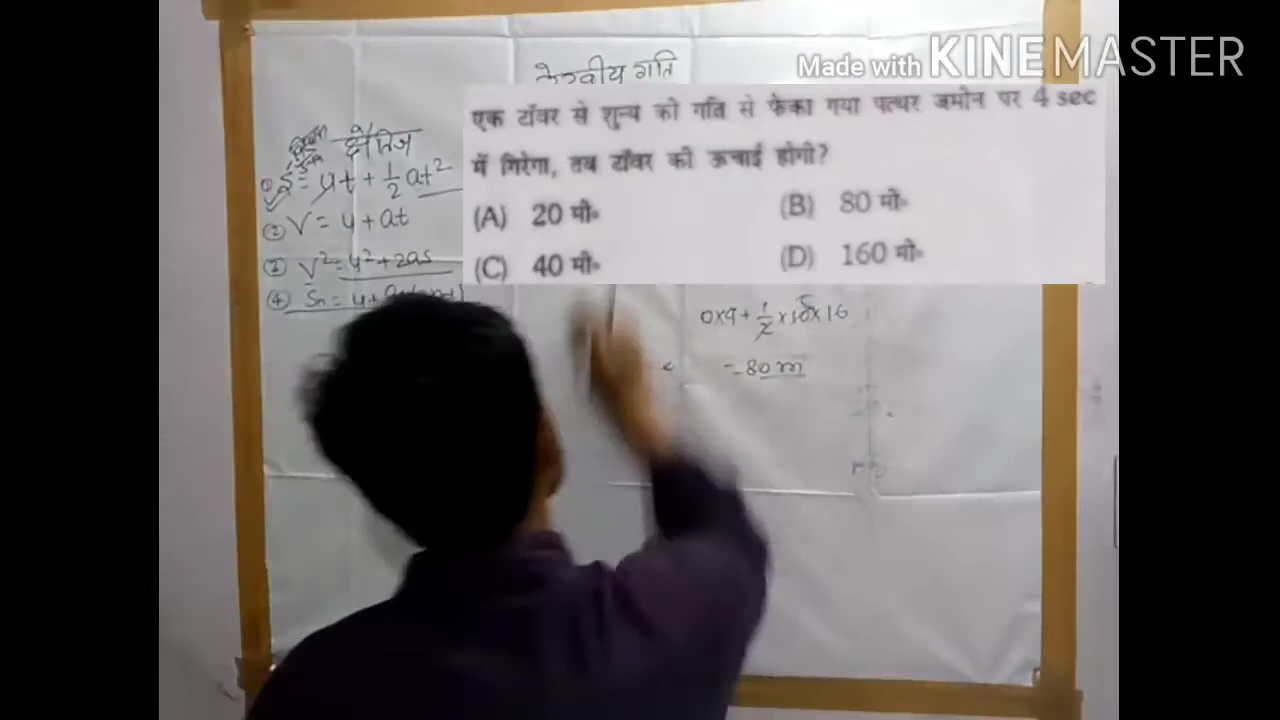 Made with KINEMASTER
केन्द्रीय गति
एक टॉवर से शुन्य की गति से फेंका गया पत्थर जमीन पर 4 sec
में गिरेगा, तब टॉवर की ऊचाई होगी?
(A) 20 मी॰
(B) 80 मी॰
(C) 40 मी॰
(D) 160 मी॰
क्षैतिज
① S = ut + 1/2 at²
② V = u + at
③ V² = u² + 2as
④ Sn = u +
0x4 + 1/2 x 10 x 16
= 80 m